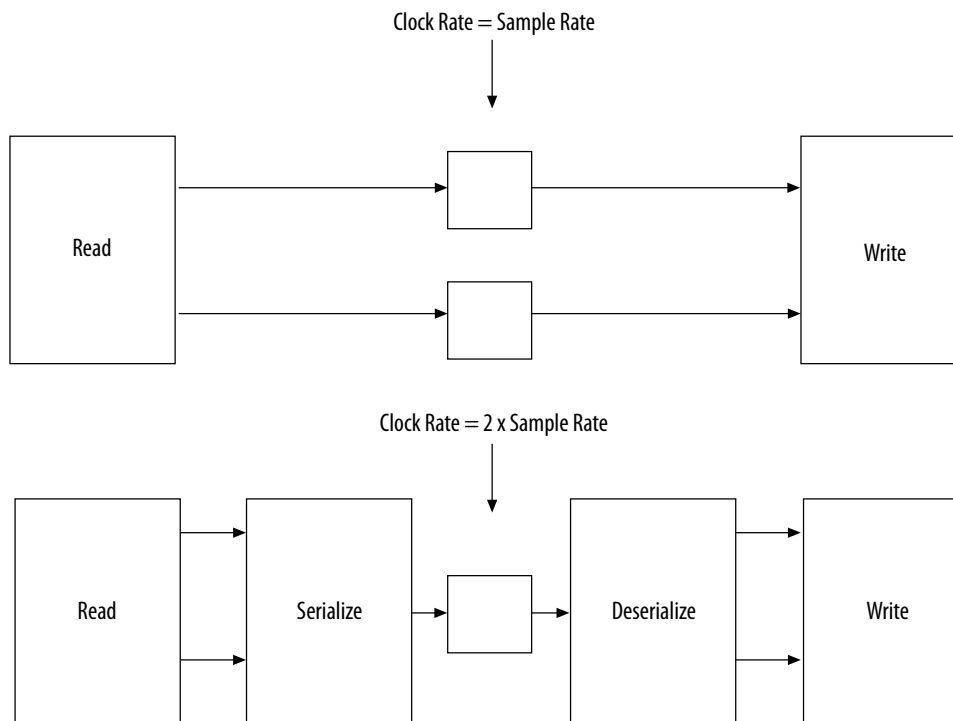 Clock Rate = Sample Rate
Read
Write
Clock Rate = 2 x Sample Rate
Read
Serialize
Deserialize
Write